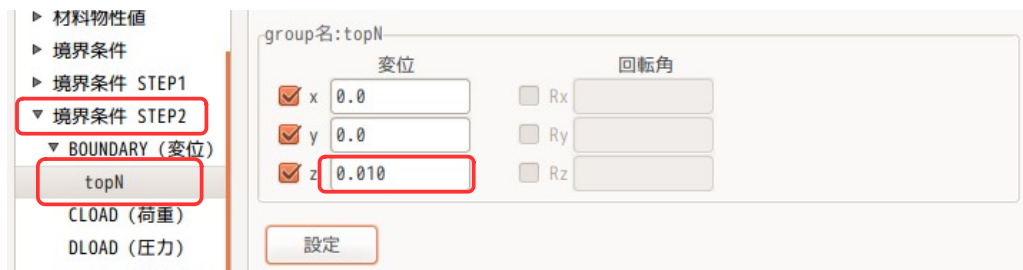 ▶ 材料物性値
▶ 境界条件
▶ 境界条件 STEP1
▼ 境界条件 STEP2
▼ BOUNDARY (変位)
topN
CLOAD (荷重)
DLOAD (圧力)
group名:topN
変位 回転角
x 0.0 Rx
y 0.0 Ry
z 0.010 Rz
設定